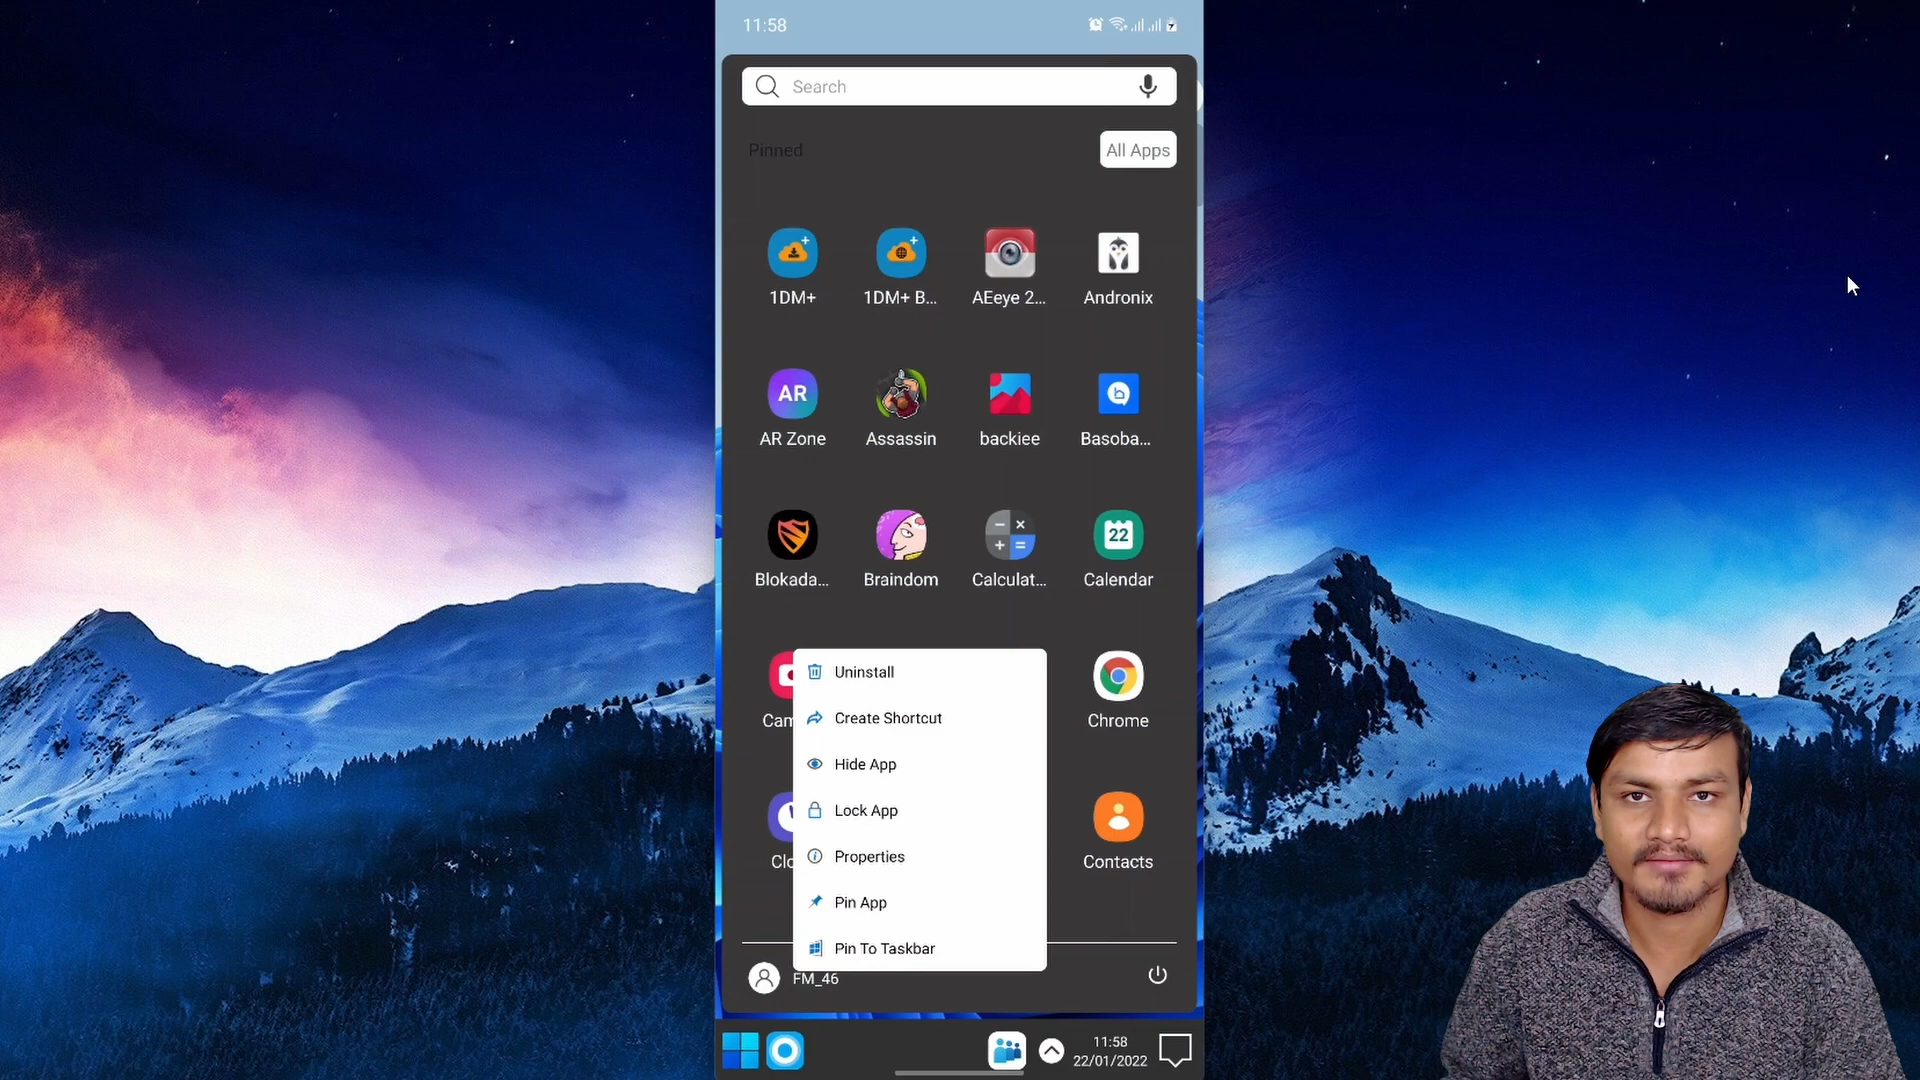 11:58
Search
Pinned
All Apps
1DM+
1DM+ B...
AEeye 2...
Andronix
AR
AR Zone
Assassin
backiee
Basoba...
22
Blokada...
Braindom
Calculat...
Calendar
Uninstall
Create Shortcut
Hide App
Lock App
Properties
Pin App
Pin To Taskbar
Cam
Chrome
Clo
Contacts
FM_46
11:58
22/01/2022